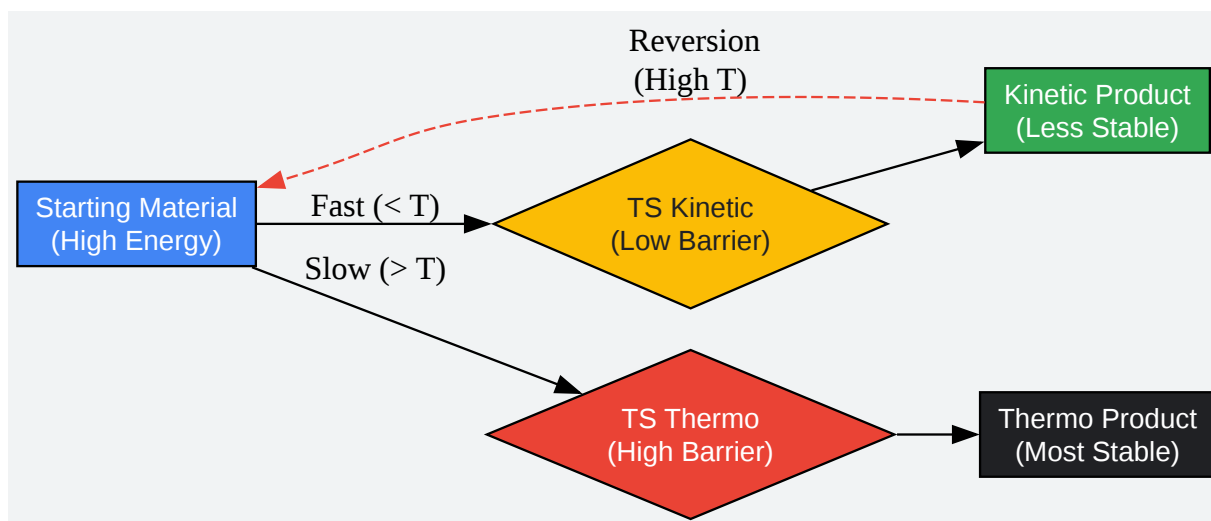 Reversion
(High T)
Kinetic Product
(Less Stable)
Starting Material
(High Energy)
Fast (< T)
TS Kinetic
(Low Barrier)
Slow (> T)
TS Thermo
(High Barrier)
Thermo Product
(Most Stable)